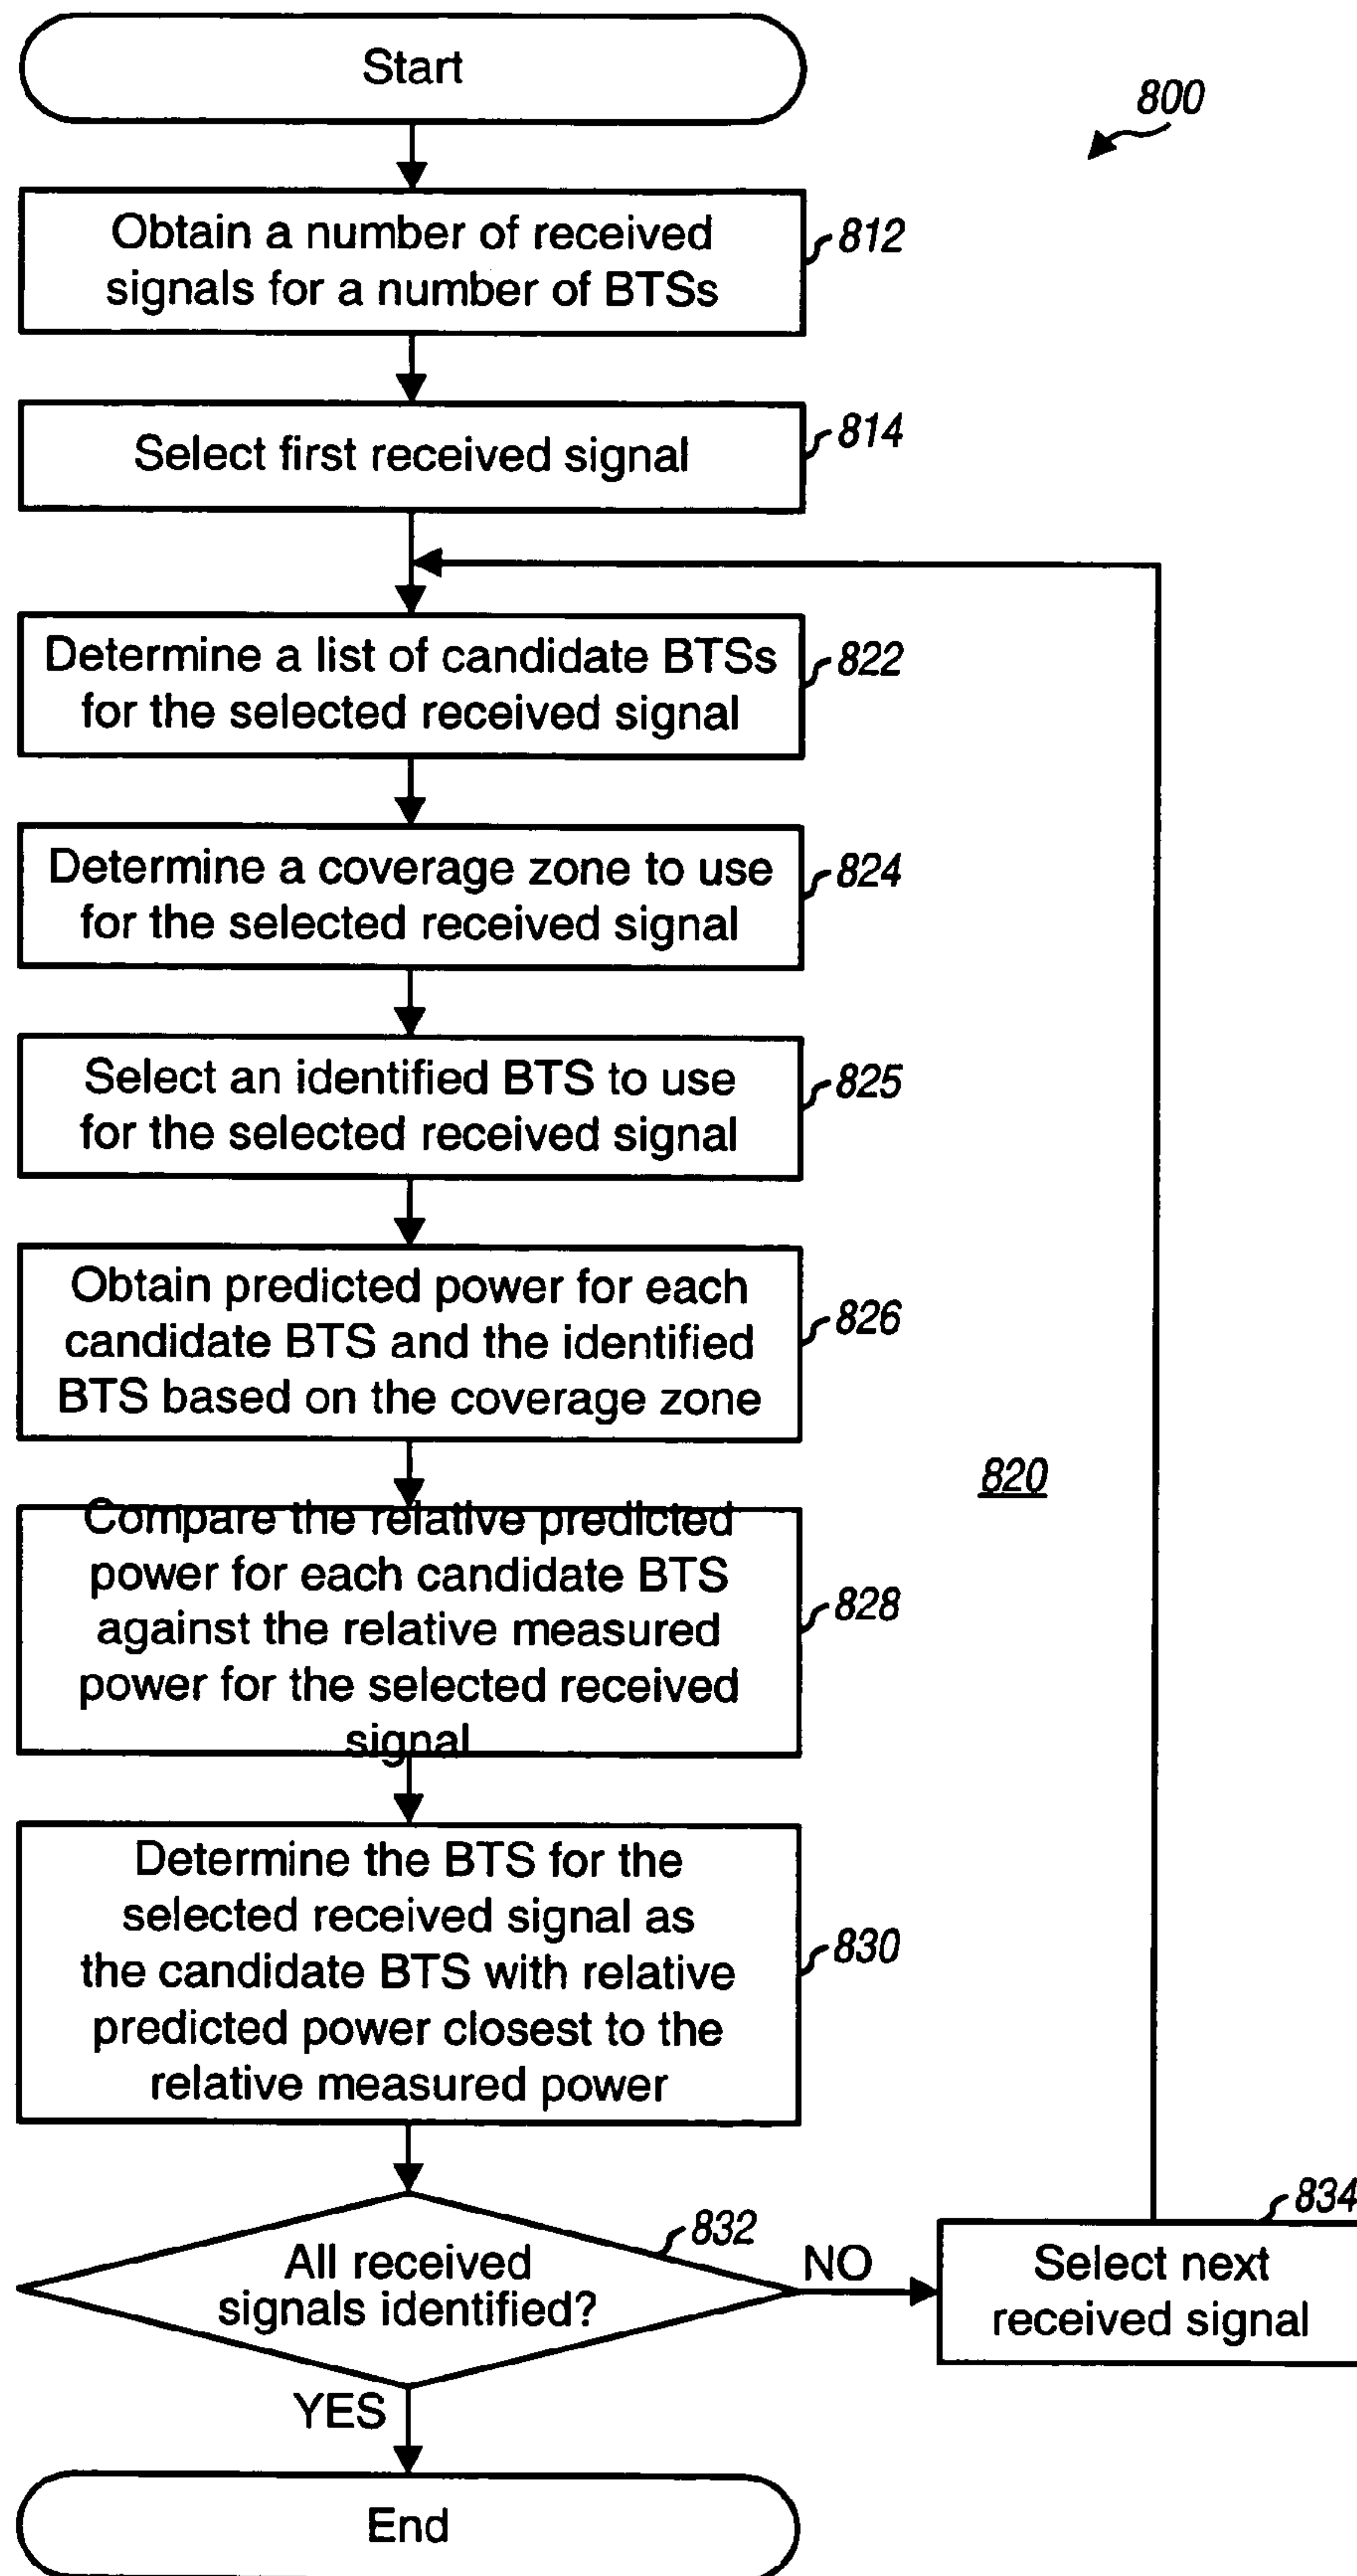 Start
800
Obtain a number of received
signals for a number of BTSs
812
Select first received signal
814
Determine a list of candidate BTSs
for the selected received signal
822
Determine a coverage zone to use
for the selected received signal
824
Select an identified BTS to use
for the selected received signal
825
Obtain predicted power for each
candidate BTS and the identified
BTS based on the coverage zone
826
820
Compare the relative predicted
power for each candidate BTS
against the relative measured
power for the selected received
signal
828
Determine the BTS for the
selected received signal as
the candidate BTS with relative
predicted power closest to the
relative measured power
830
All received
signals identified?
832
NO
Select next
received signal
834
YES
End